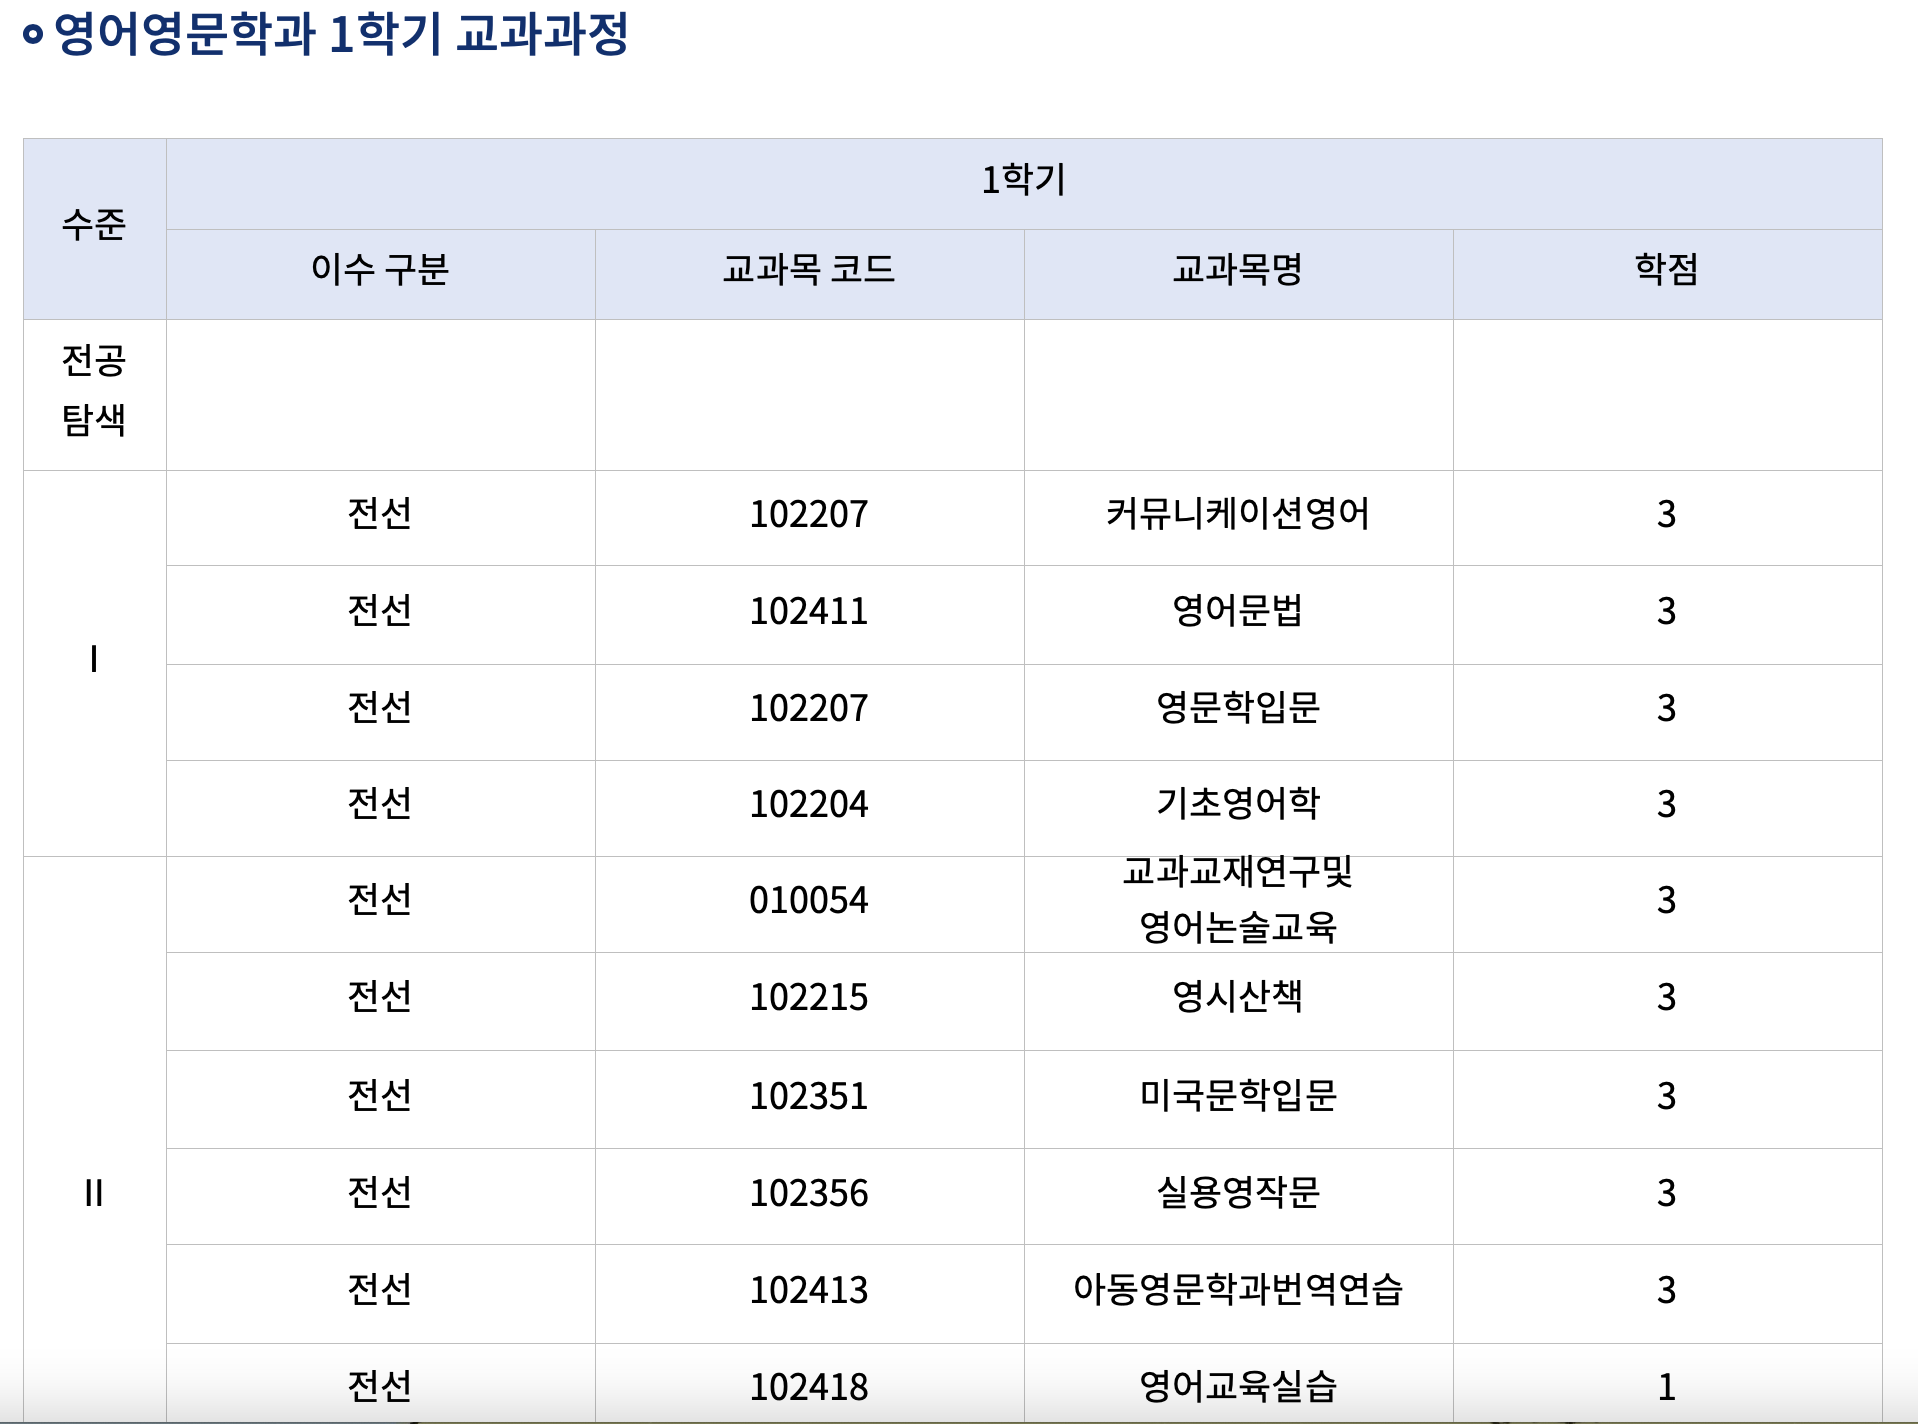 영어영문학과 1학기 교과과정
수준 1학기
이수 구분 교과목 코드 교과목명 학점
전공
탐색
I
전선 102207 커뮤니케이션영어 3
전선 102411 영어문법 3
전선 102207 영문학입문 3
전선 102204 기초영어학 3
II
전선 010054 교과교재연구및
영어논술교육 3
전선 102215 영시산책 3
전선 102351 미국문학입문 3
전선 102356 실용영작문 3
전선 102413 아동영문학과번역연습 3
전선 102418 영어교육실습 1